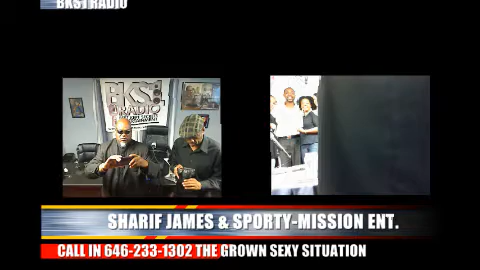 BKS1 RADIO
BKS1
RADIO
SHARIF JAMES & SPORTY-MISSION ENT.
CALL IN 646-233-1302 THE GROWN SEXY SITUATION